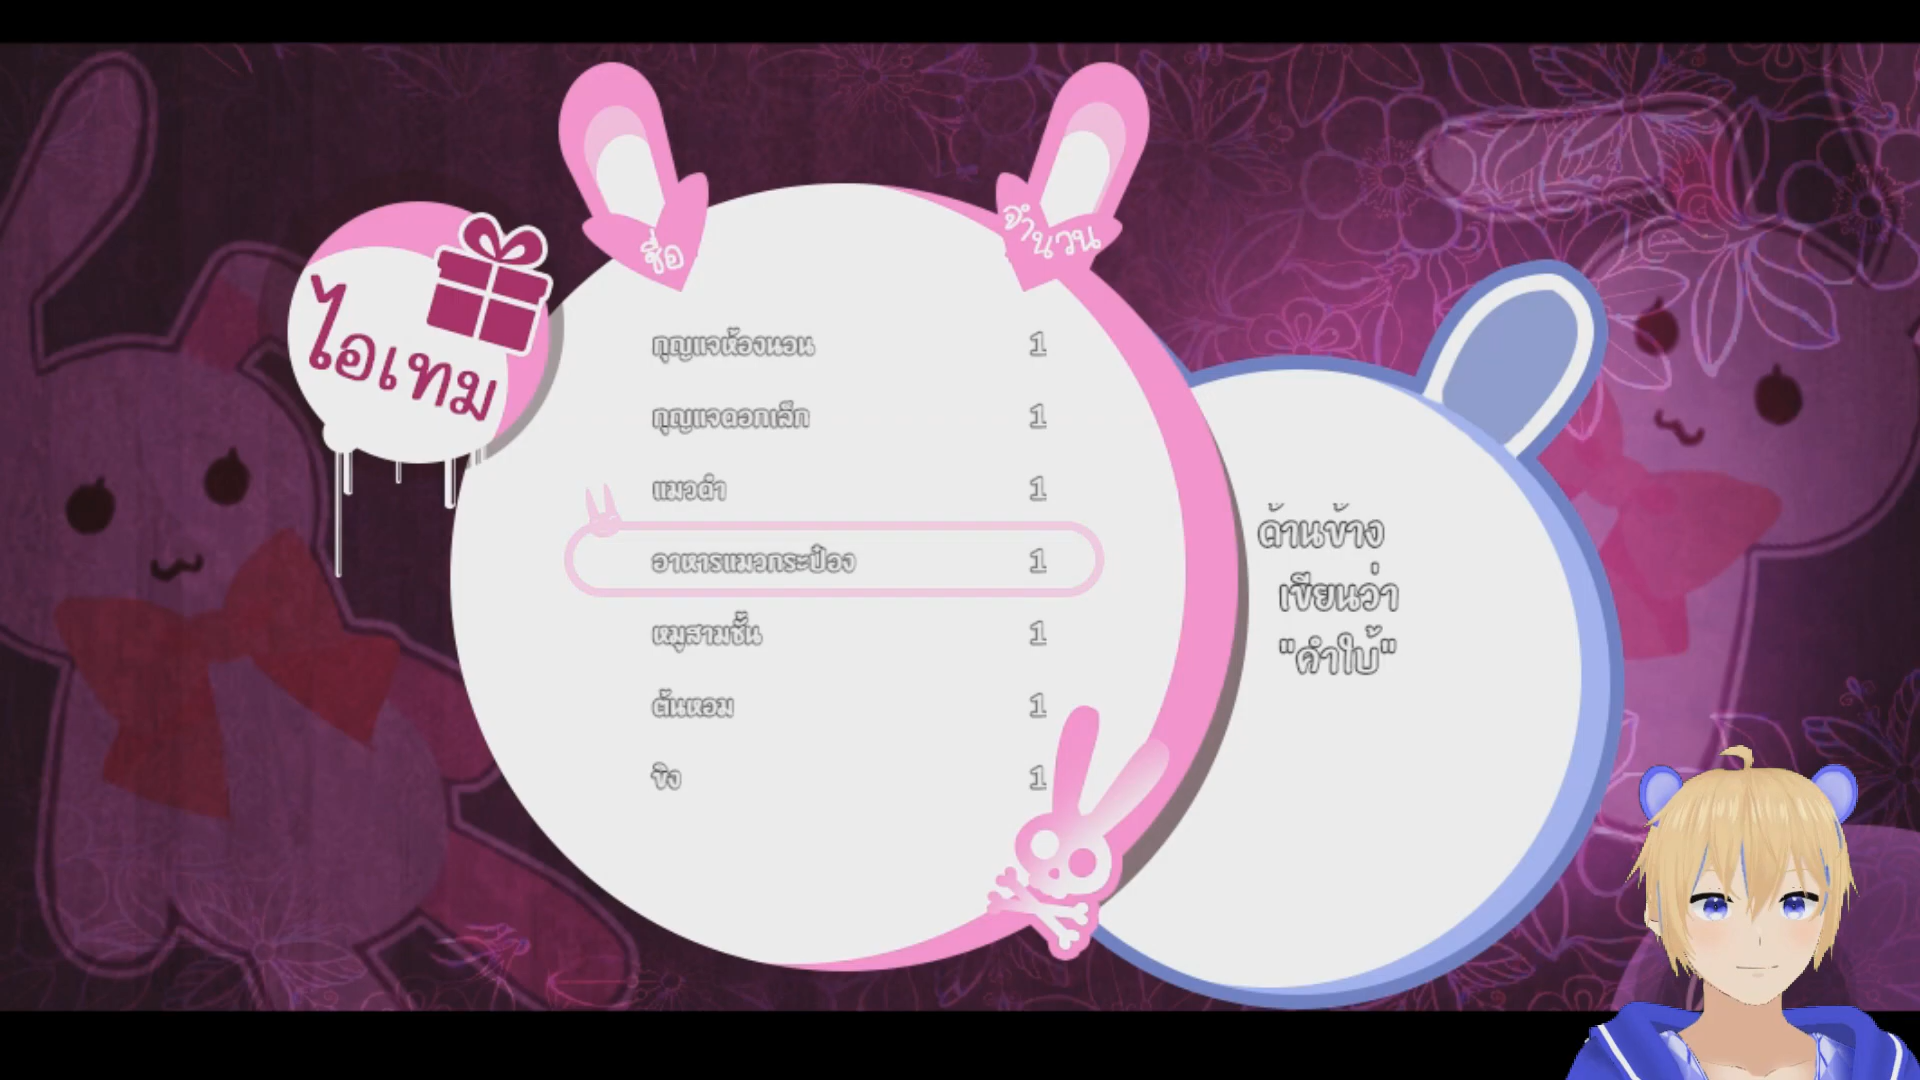 ไอเทม
ชื่อ
จำนวน
กุญแจห้องนอน 1
กุญแจดอกเล็ก 1
แมวดำ 1
อาหารแมวกระป๋อง 1
หมูสามชั้น 1
ต้นหอม 1
ขิง 1
ด้านข้าง
เขียนว่า
"คำใบ้"